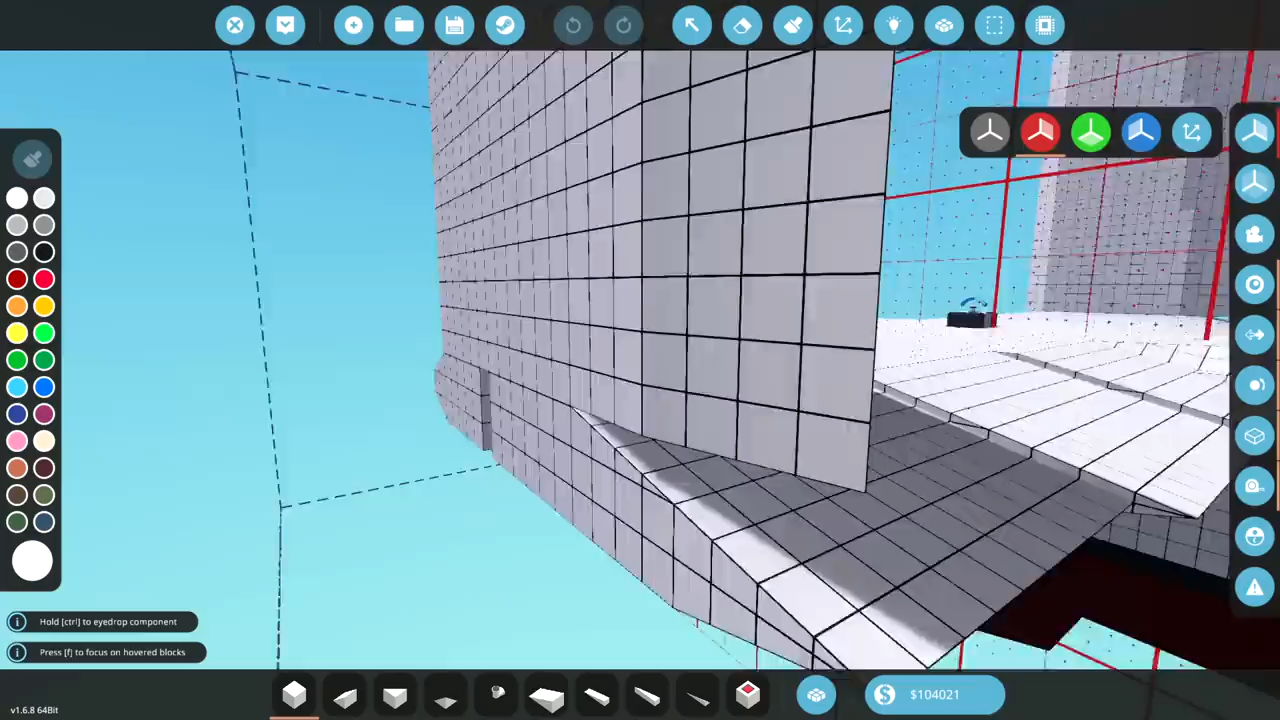 Hold [ctrl] to eyedrop component
Press [f] to focus on hovered blocks
v1.6.8 64Bit
$104021